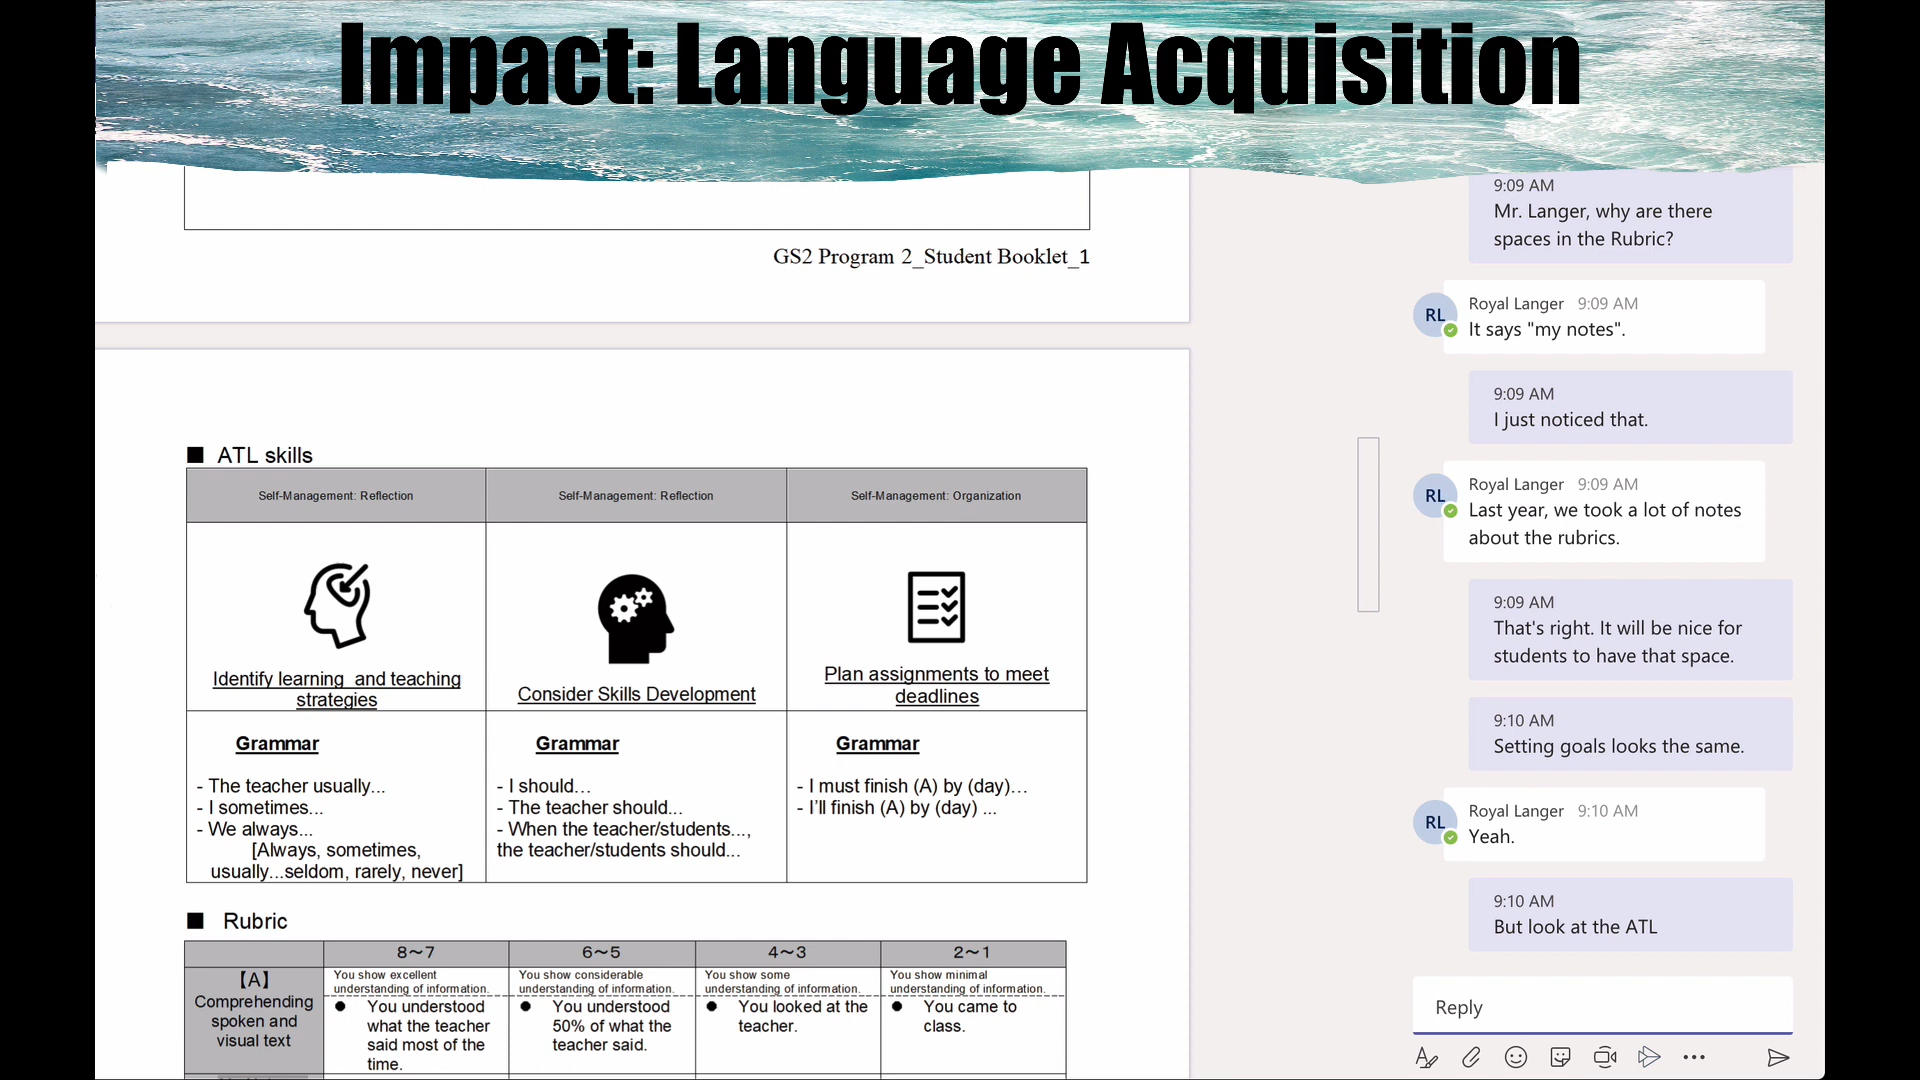 Impact: Language Acquisition
GS2 Program 2_Student Booklet_1
■ ATL skills
Self-Management: Reflection
Self-Management: Reflection
Self-Management: Organization
Identify learning and teaching
strategies
Consider Skills Development
Plan assignments to meet
deadlines
Grammar
- The teacher usually...
- I sometimes...
- We always...
[Always, sometimes,
usually...seldom, rarely, never]
Grammar
- I should...
- The teacher should...
- When the teacher/students...,
the teacher/students should...
Grammar
- I must finish (A) by (day)...
- I'll finish (A) by (day) ...
■ Rubric
8～7
6～5
4～3
2～1
【A】
Comprehending
spoken and
visual text
You show excellent
understanding of information.
● You understood
what the teacher
said most of the
time.
You show considerable
understanding of information.
● You understood
50% of what the
teacher said.
You show some
understanding of information.
● You looked at the
teacher.
You show minimal
understanding of information.
● You came to
class.
9:09 AM
Mr. Langer, why are there
spaces in the Rubric?
RL
Royal Langer 9:09 AM
It says "my notes".
9:09 AM
I just noticed that.
RL
Royal Langer 9:09 AM
Last year, we took a lot of notes
about the rubrics.
9:09 AM
That's right. It will be nice for
students to have that space.
9:10 AM
Setting goals looks the same.
RL
Royal Langer 9:10 AM
Yeah.
9:10 AM
But look at the ATL
Reply